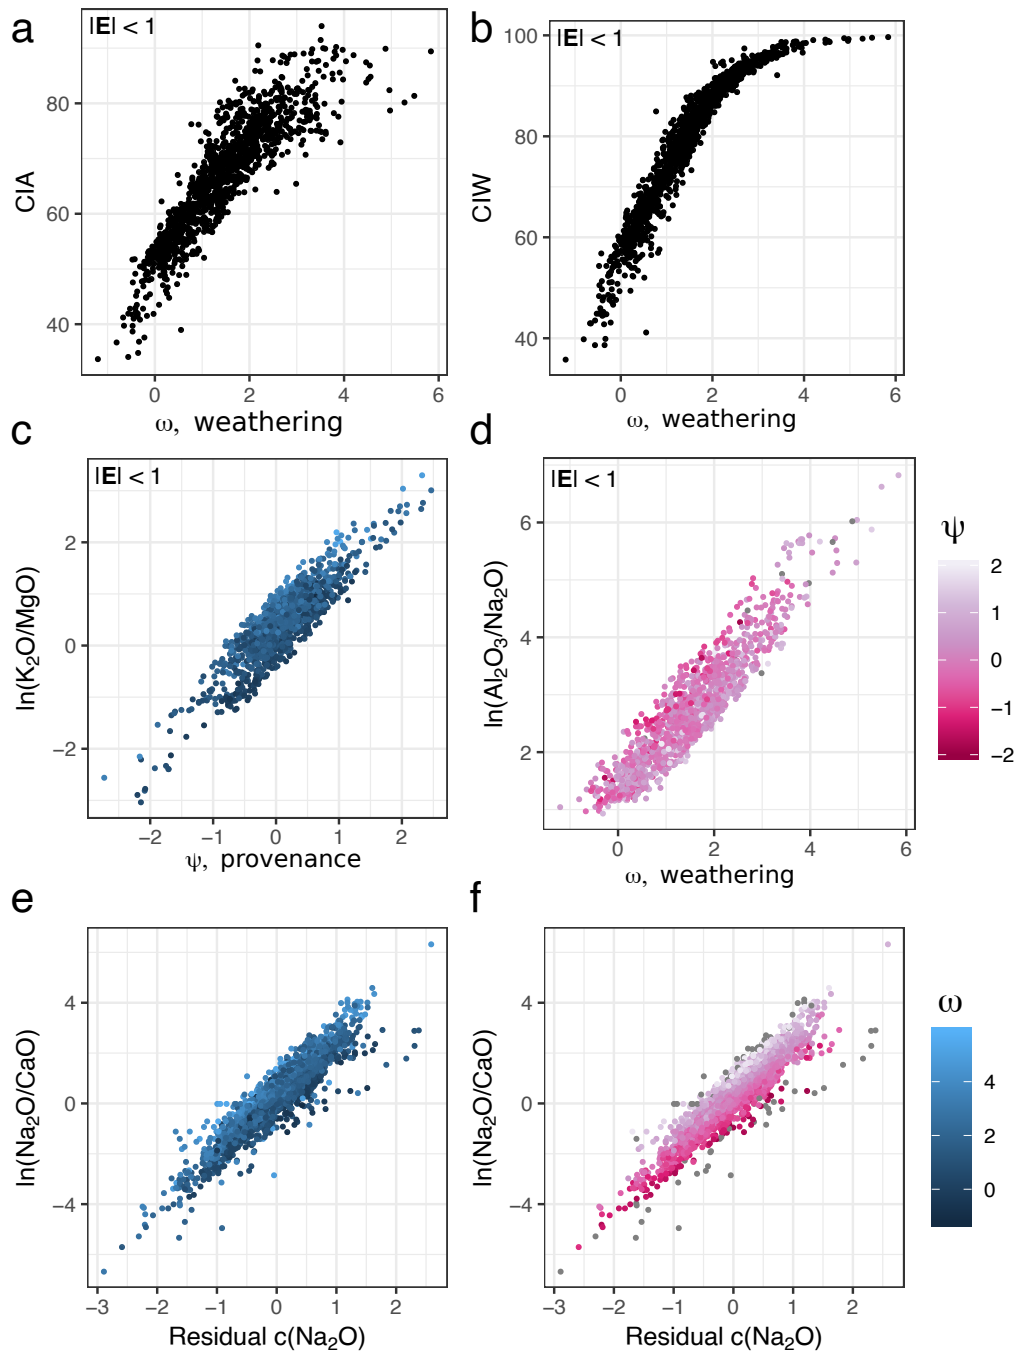 a
|E| < 1
CIA
80
60
40
0 2 4 6
ω, weathering
b
|E| < 1
CIW
100
80
60
40
0 2 4 6
ω, weathering
c
|E| < 1
ln(K₂O/MgO)
2
0
−2
−2 −1 0 1 2
ψ, provenance
d
ln(Al₂O₃/Na₂O)
6
4
2
0 2 4 6
ω, weathering
ψ
2
1
0
−1
−2
e
ln(Na₂O/CaO)
4
0
−4
−3 −2 −1 0 1 2
Residual c(Na₂O)
f
ln(Na₂O/CaO)
4
0
−4
−3 −2 −1 0 1 2
Residual c(Na₂O)
ω
4
2
0